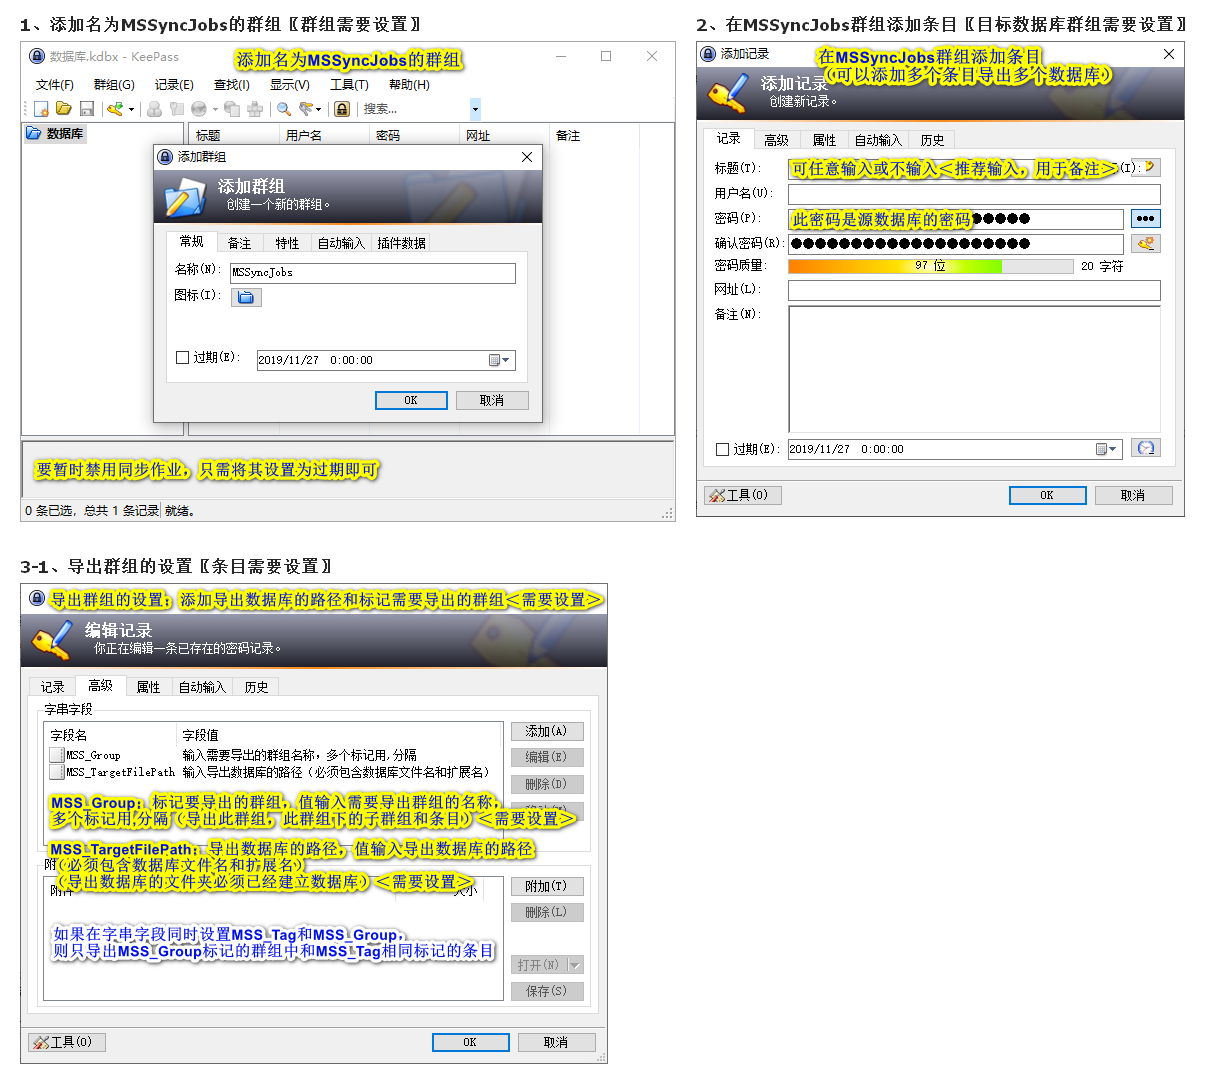 1、添加名为MSSyncJobs的群组〖群组需要设置〗
数据库.kdbx - KeePass
添加名为MSSyncJobs的群组
文件(F) 群组(G) 记录(E) 查找(I) 显示(V) 工具(T) 帮助(H)
搜索...
数据库
标题 用户名 密码 网址 备注
添加群组
添加群组
创建一个新的群组。
常规 备注 特性 自动输入 插件数据
名称(N): MSSyncJobs
图标(I):
过期(E): 2019/11/27 0:00:00
OK 取消
要暂时禁用同步作业，只需将其设置为过期即可
0 条已选，总共 1 条记录 就绪。
2、在MSSyncJobs群组添加条目〖目标数据库群组需要设置〗
添加记录
在MSSyncJobs群组添加条目
（可以添加多个条目导出多个数据库）
添加记录
创建新记录。
记录 高级 属性 自动输入 历史
标题(T): 可任意输入或不输入＜推荐输入，用于备注＞ (I):
用户名(U):
密码(P): 此密码是源数据库的密码●●●●●
确认密码(R): ●●●●●●●●●●●●●●●●●●●●
密码质量: 97 位 20 字符
网址(L):
备注(N):
过期(E): 2019/11/27 0:00:00
工具(O) OK 取消
3-1、导出群组的设置〖条目需要设置〗
导出群组的设置：添加导出数据库的路径和标记需要导出的群组＜需要设置＞
编辑记录
你正在编辑一条已存在的密码记录。
记录 高级 属性 自动输入 历史
字串字段
字段名 字段值
MSS_Group 输入需要导出的群组名称，多个标记用,分隔
MSS_TargetFilePath 输入导出数据库的路径（必须包含数据库文件名和扩展名）
添加(A)
编辑(E)
删除(D)
MSS_Group：标记要导出的群组，值输入需要导出群组的名称，
多个标记用,分隔（导出此群组，此群组下的子群组和条目）＜需要设置＞
MSS_TargetFilePath：导出数据库的路径，值输入导出数据库的路径
（必须包含数据库文件名和扩展名）
（导出数据库的文件夹必须已经建立数据库）＜需要设置＞
附件 大小
附加(T)
删除(L)
打开(N)
保存(S)
如果在字串字段同时设置MSS_Tag和MSS_Group，
则只导出MSS_Group标记的群组中和MSS_Tag相同标记的条目
工具(O) OK 取消